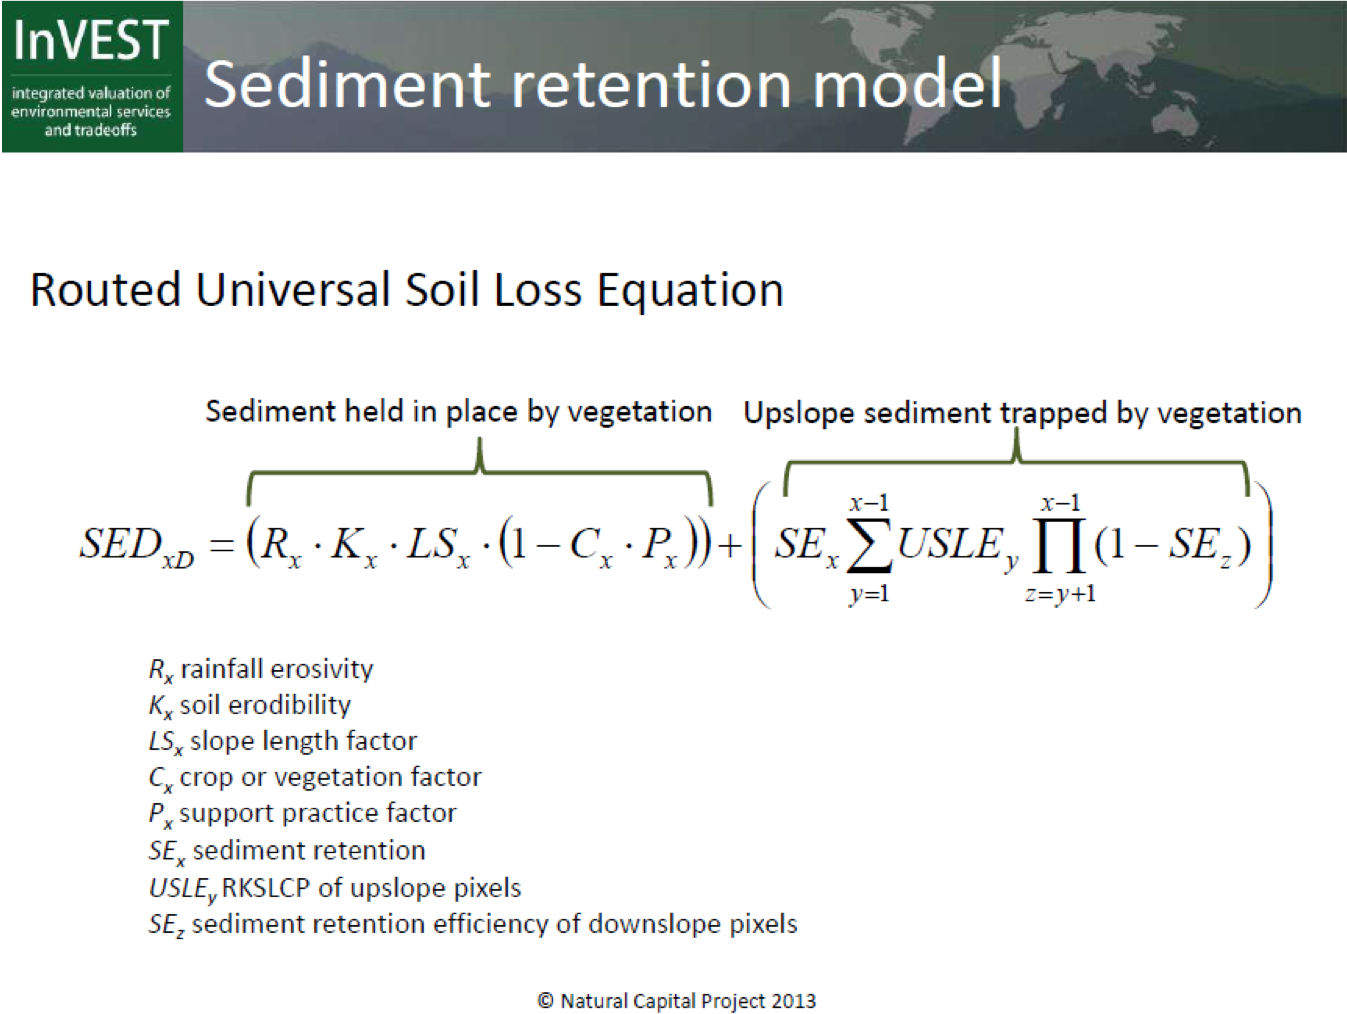 InVEST
integrated valuation of
environmental services
and tradeoffs
Sediment retention model
Routed Universal Soil Loss Equation
Sediment held in place by vegetation
Upslope sediment trapped by vegetation
SED_{xD} = (R_x · K_x · LS_x · (1 − C_x · P_x)) + (SE_x ∑_{y=1}^{x−1} USLE_y ∏_{z=y+1}^{x−1} (1 − SE_z))
R_x rainfall erosivity
K_x soil erodibility
LS_x slope length factor
C_x crop or vegetation factor
P_x support practice factor
SE_x sediment retention
USLE_y RKSLCP of upslope pixels
SE_z sediment retention efficiency of downslope pixels
© Natural Capital Project 2013